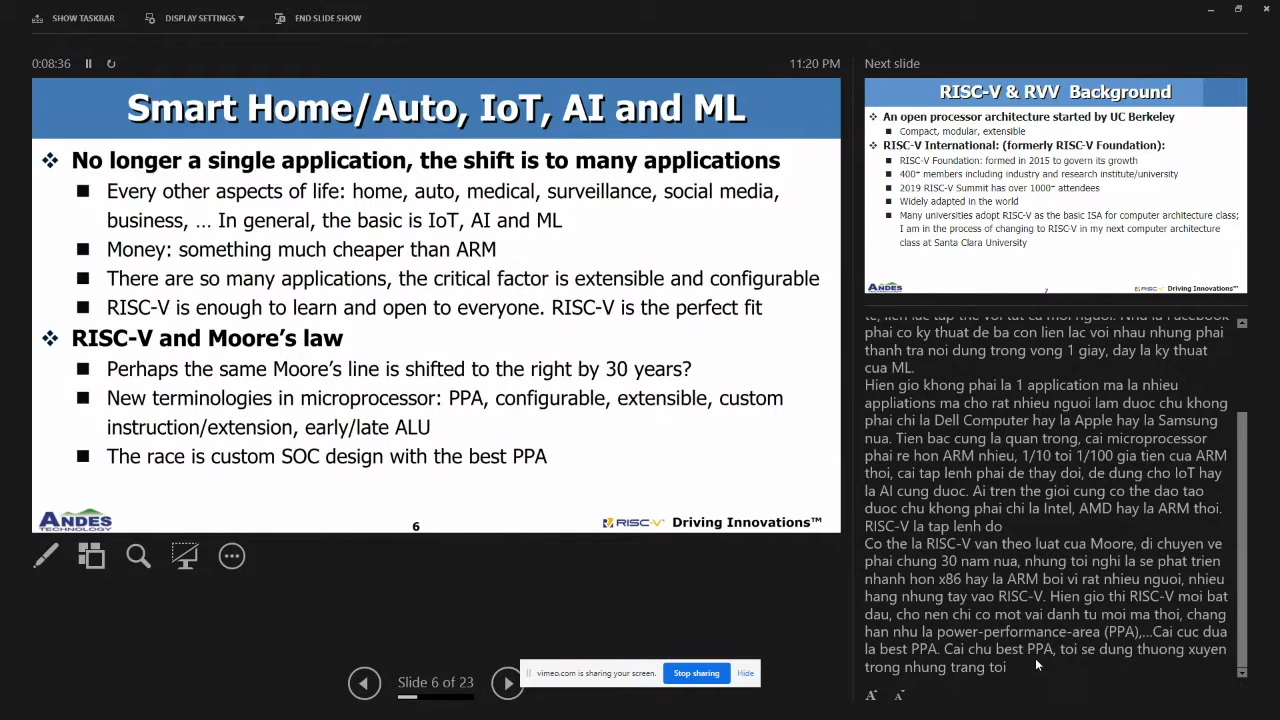 SHOW TASKBAR
DISPLAY SETTINGS ▼
END SLIDE SHOW
0:08:36
11:20 PM
Smart Home/Auto, IoT, AI and ML
❖ No longer a single application, the shift is to many applications
■ Every other aspects of life: home, auto, medical, surveillance, social media,
business, … In general, the basic is IoT, AI and ML
■ Money: something much cheaper than ARM
■ There are so many applications, the critical factor is extensible and configurable
■ RISC-V is enough to learn and open to everyone. RISC-V is the perfect fit
❖ RISC-V and Moore's law
■ Perhaps the same Moore's line is shifted to the right by 30 years?
■ New terminologies in microprocessor: PPA, configurable, extensible, custom
instruction/extension, early/late ALU
■ The race is custom SOC design with the best PPA
ANDES
TECHNOLOGY
6
RISC-V Driving Innovations™
Slide 6 of 23
vimeo.com is sharing your screen.
Stop sharing
Hide
Next slide
RISC-V & RVV Background
❖ An open processor architecture started by UC Berkeley
■ Compact, modular, extensible
❖ RISC-V International: (formerly RISC-V Foundation):
■ RISC-V Foundation: formed in 2015 to govern its growth
■ 400+ members including industry and research institute/university
■ 2019 RISC-V Summit has over 1000+ attendees
■ Widely adapted in the world
■ Many universities adopt RISC-V as the basic ISA for computer architecture class;
I am in the process of changing to RISC-V in my next computer architecture
class at Santa Clara University
ANDES
7
RISC-V Driving Innovations™
te, lien lac tap the voi tat ca moi nguoi. Nhu la Facebook
phai co ky thuat de ba con lien lac voi nhau nhung phai
thanh tra noi dung trong vong 1 giay, day la ky thuat
cua ML.
Hien gio khong phai la 1 application ma la nhieu
appliations ma cho rat nhieu nguoi lam duoc chu khong
phai chi la Dell Computer hay la Apple hay la Samsung
nua. Tien bac cung la quan trong, cai microprocessor
phai re hon ARM nhieu, 1/10 toi 1/100 gia tien cua ARM
thoi, cai tap lenh phai de thay doi, de dung cho IoT hay
la AI cung duoc. Ai tren the gioi cung co the dao tao
duoc chu khong phai chi la Intel, AMD hay la ARM thoi.
RISC-V la tap lenh do
Co the la RISC-V van theo luat cua Moore, di chuyen ve
phai chung 30 nam nua, nhung toi nghi la se phat trien
nhanh hon x86 hay la ARM boi vi rat nhieu nguoi, nhieu
hang nhung tay vao RISC-V. Hien gio thi RISC-V moi bat
dau, cho nen chi co mot vai danh tu moi ma thoi, chang
han nhu la power-performance-area (PPA),...Cai cuc dua
la best PPA. Cai chu best PPA, toi se dung thuong xuyen
trong nhung trang toi
A A